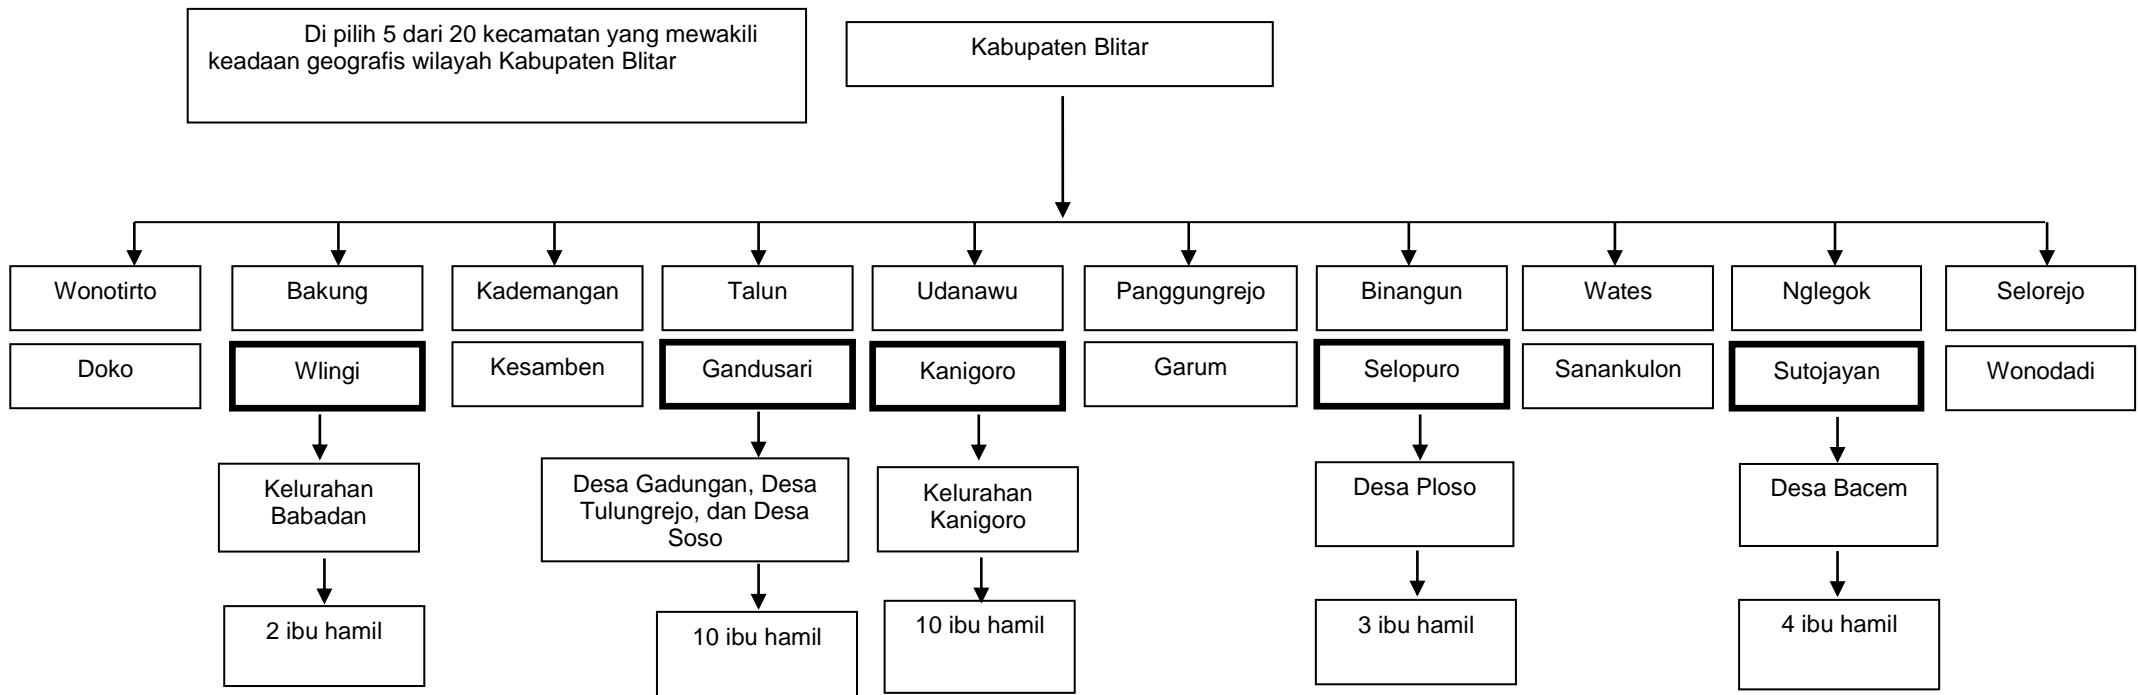 Di pilih 5 dari 20 kecamatan yang mewakili
keadaan geografis wilayah Kabupaten Blitar
Kabupaten Blitar
Wonotirto
Bakung
Kademangan
Talun
Udanawu
Panggungrejo
Binangun
Wates
Nglegok
Selorejo
Doko
Wlingi
Kesamben
Gandusari
Kanigoro
Garum
Selopuro
Sanankulon
Sutojayan
Wonodadi
Kelurahan
Babadan
Desa Gadungan, Desa
Tulungrejo, dan Desa
Soso
Kelurahan
Kanigoro
Desa Ploso
Desa Bacem
2 ibu hamil
10 ibu hamil
10 ibu hamil
3 ibu hamil
4 ibu hamil